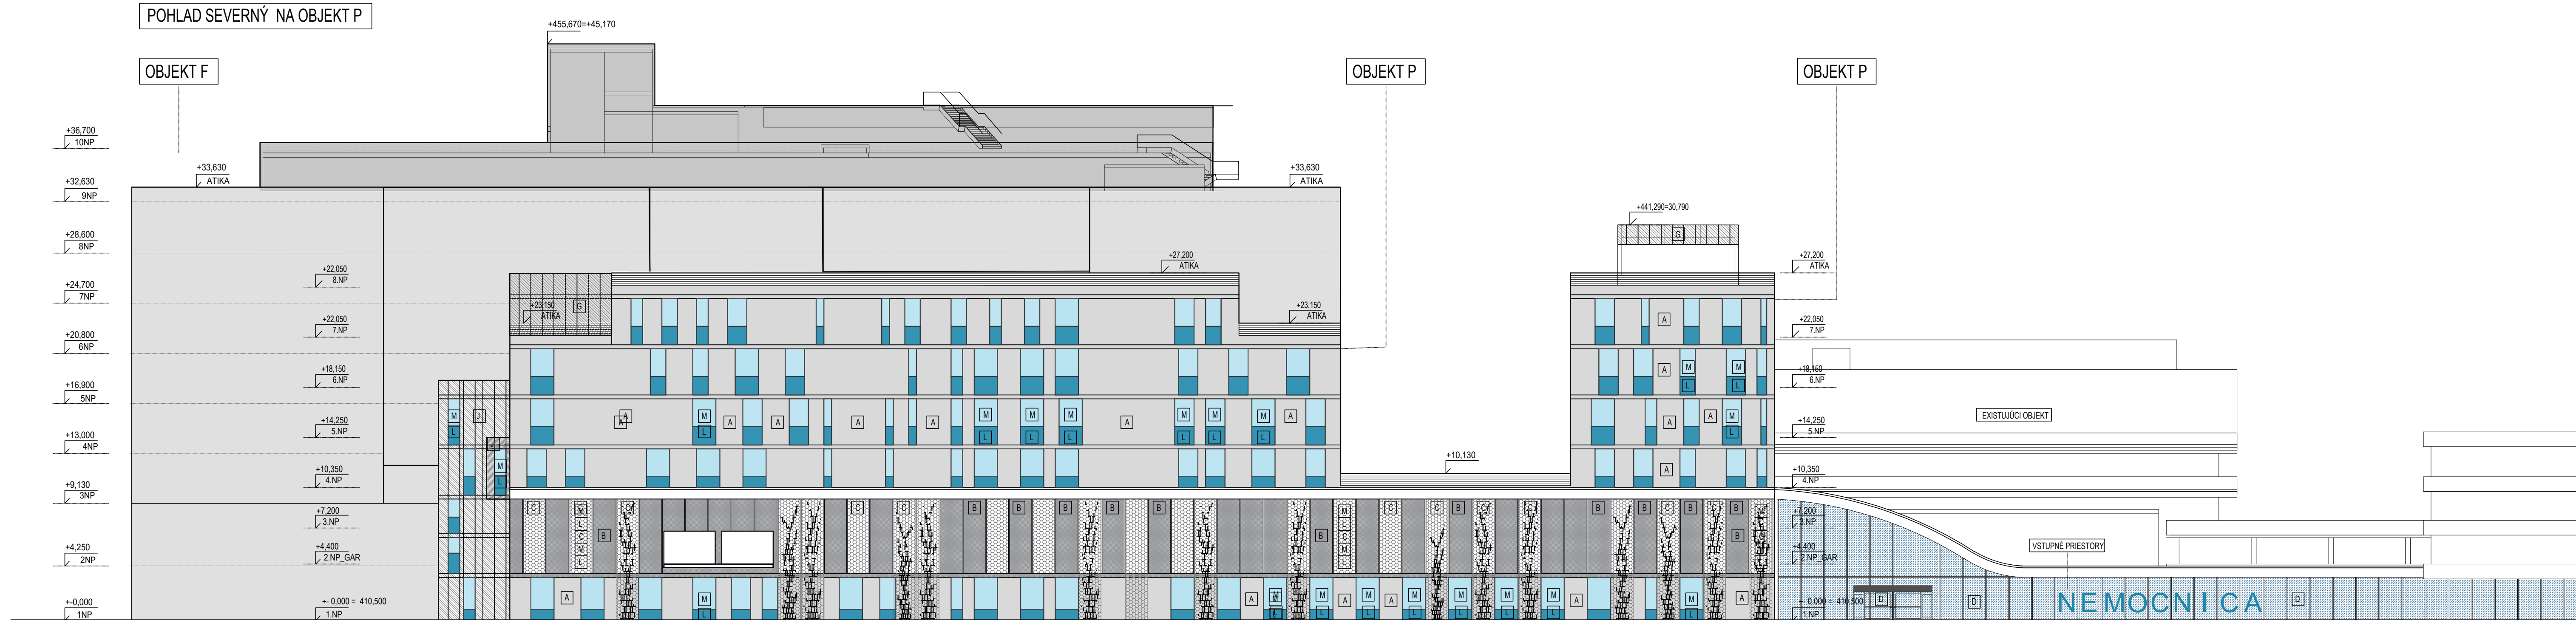 POHLAD SEVERNÝ NA OBJEKT P
+455,670=+45,170
OBJEKT F
OBJEKT P
OBJEKT P
+36,700
10NP
+33,630
ATIKA
+33,630
ATIKA
+32,630
9NP
+441,290=30,790
G
+28,600
8NP
+27,200
ATIKA
+27,200
ATIKA
+22,050
8.NP
+24,700
7NP
G
+23,150
ATIKA
+23,150
ATIKA
+22,050
7.NP
A
+22,050
7.NP
+20,800
6NP
+18,150
6.NP
A
M
M
L
L
+18,150
6.NP
+16,900
5NP
M
J
A
A
M
A
A
A
A
M
M
M
A
M
M
M
A
A
A
M
EXISTUJÚCI OBJEKT
L
L
L
L
L
L
L
L
L
+14,250
5.NP
+14,250
5.NP
+13,000
4NP
J
M
L
+10,130
A
+10,350
4.NP
+10,350
4.NP
+9,130
3NP
C
M
L
C
M
L
B
C
C
C
B
B
B
B
B
B
M
L
C
M
L
C
C
B
C
C
B
B
C
B
C
B
B
M
+7,200
3.NP
+7,200
3.NP
+4,400
2.NP_GAR
+4,400
2.NP_GAR
VSTUPNÉ PRIESTORY
+4,250
2NP
A
M
L
A
M
L
M
L
A
M
L
A
M
L
M
L
M
L
M
L
A
M
L
A
D
D
D
NEMOCNICA
+-0,000
1NP
+- 0,000 = 410,500
1.NP
+- 0,000 = 410,500
1.NP